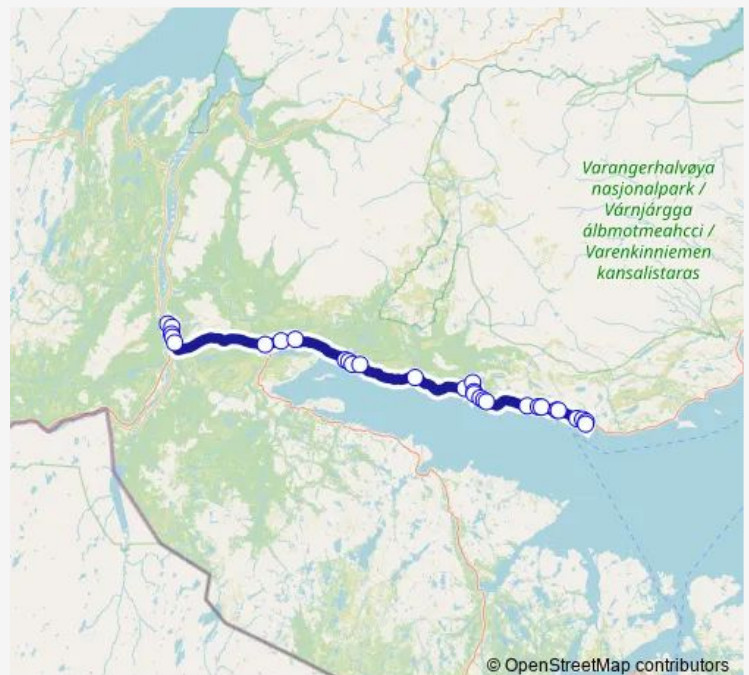 Varangerhalvøya
nasjonalpark /
Várnjárgga
álbmotmeahcci /
Varenkinniemen
kansalistaras
© OpenStreetMap contributors